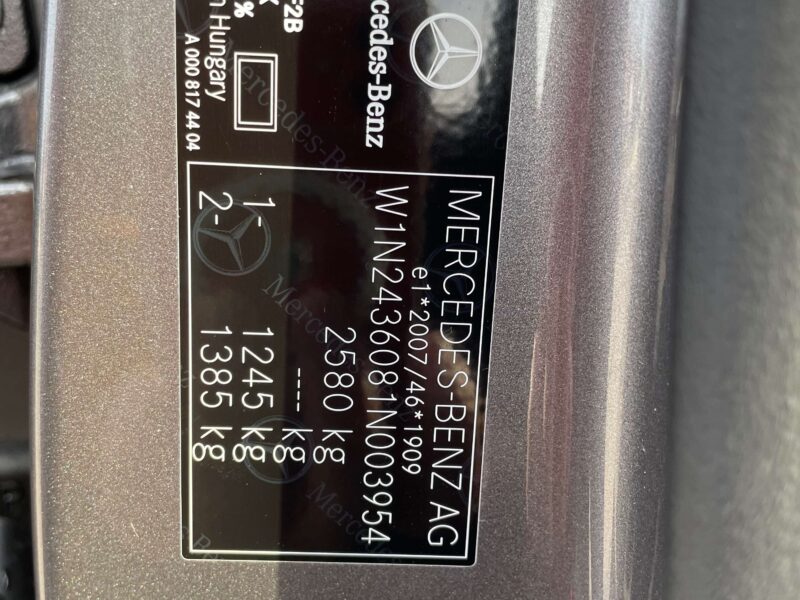 Mercedes-Benz
Hungary
A 000 817 44 04
MERCEDES-BENZ AG
e1*2007/46*1909
W1N2436081N003954
2580 kg
---- kg
1- 1245 kg
2- 1385 kg